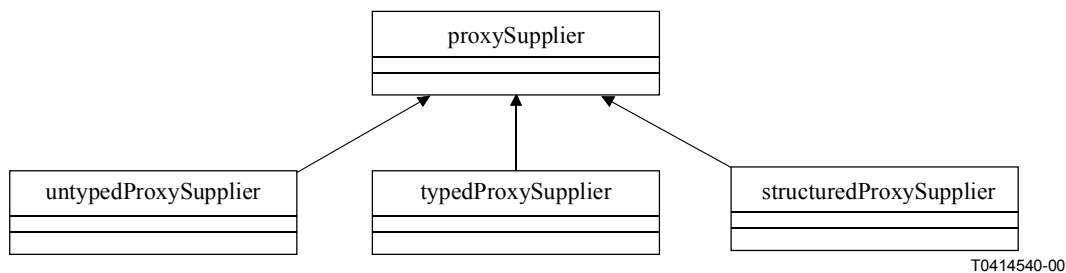 proxySupplier
untypedProxySupplier
typedProxySupplier
structuredProxySupplier
T0414540-00